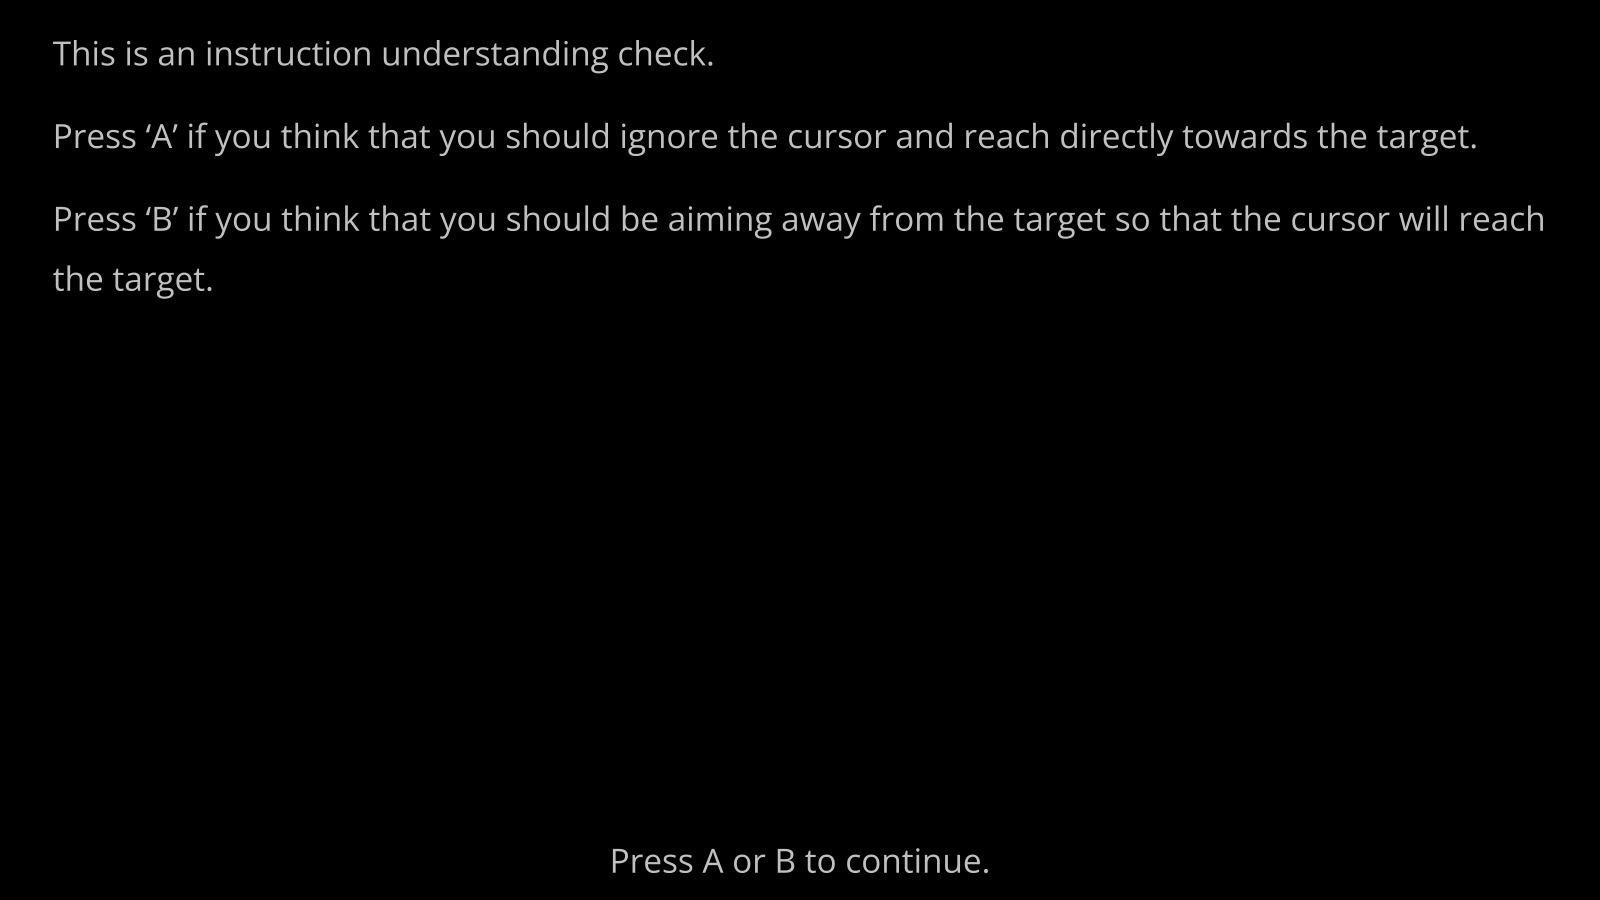 This is an instruction understanding check.
Press ‘A’ if you think that you should ignore the cursor and reach directly towards the target.
Press ‘B’ if you think that you should be aiming away from the target so that the cursor will reach
the target.
Press A or B to continue.